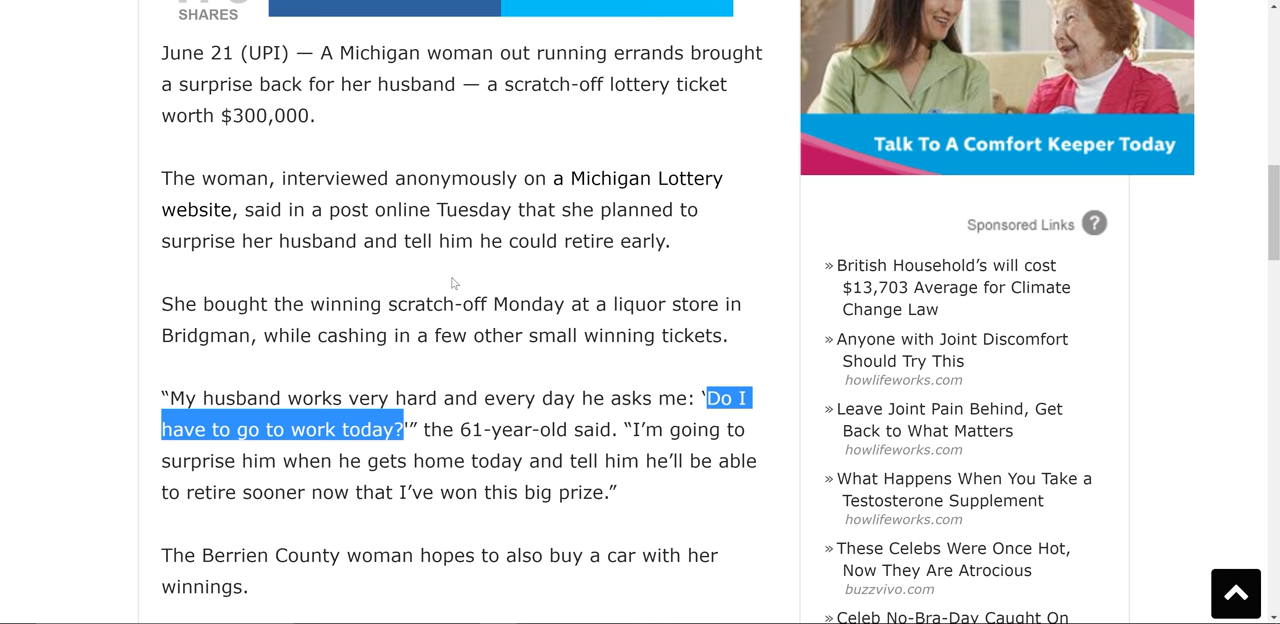 SHARES
June 21 (UPI) — A Michigan woman out running errands brought
a surprise back for her husband — a scratch-off lottery ticket
worth $300,000.
The woman, interviewed anonymously on a Michigan Lottery
website, said in a post online Tuesday that she planned to
surprise her husband and tell him he could retire early.
She bought the winning scratch-off Monday at a liquor store in
Bridgman, while cashing in a few other small winning tickets.
“My husband works very hard and every day he asks me: ‘Do I
have to go to work today?'” the 61-year-old said. “I’m going to
surprise him when he gets home today and tell him he’ll be able
to retire sooner now that I’ve won this big prize.”
The Berrien County woman hopes to also buy a car with her
winnings.
Talk To A Comfort Keeper Today
Sponsored Links ?
» British Household’s will cost
$13,703 Average for Climate
Change Law
» Anyone with Joint Discomfort
Should Try This
howlifeworks.com
» Leave Joint Pain Behind, Get
Back to What Matters
howlifeworks.com
» What Happens When You Take a
Testosterone Supplement
howlifeworks.com
» These Celebs Were Once Hot,
Now They Are Atrocious
buzzvivo.com
» Celeb No-Bra-Day Caught On